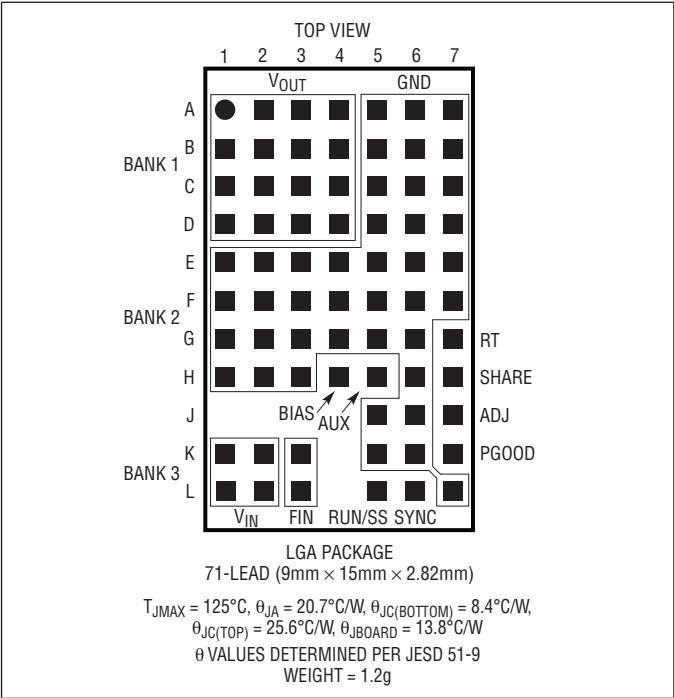 TOP VIEW
1 2 3 4 5 6 7
VOUT GND
A
B
BANK 1
C
D
E
F
BANK 2
G RT
H SHARE
BIAS AUX
J ADJ
K PGOOD
BANK 3
L
VIN FIN RUN/SS SYNC
LGA PACKAGE
71-LEAD (9mm × 15mm × 2.82mm)
TJMAX = 125°C, θJA = 20.7°C/W, θJC(BOTTOM) = 8.4°C/W,
θJC(TOP) = 25.6°C/W, θJBOARD = 13.8°C/W
θ VALUES DETERMINED PER JESD 51-9
WEIGHT = 1.2g